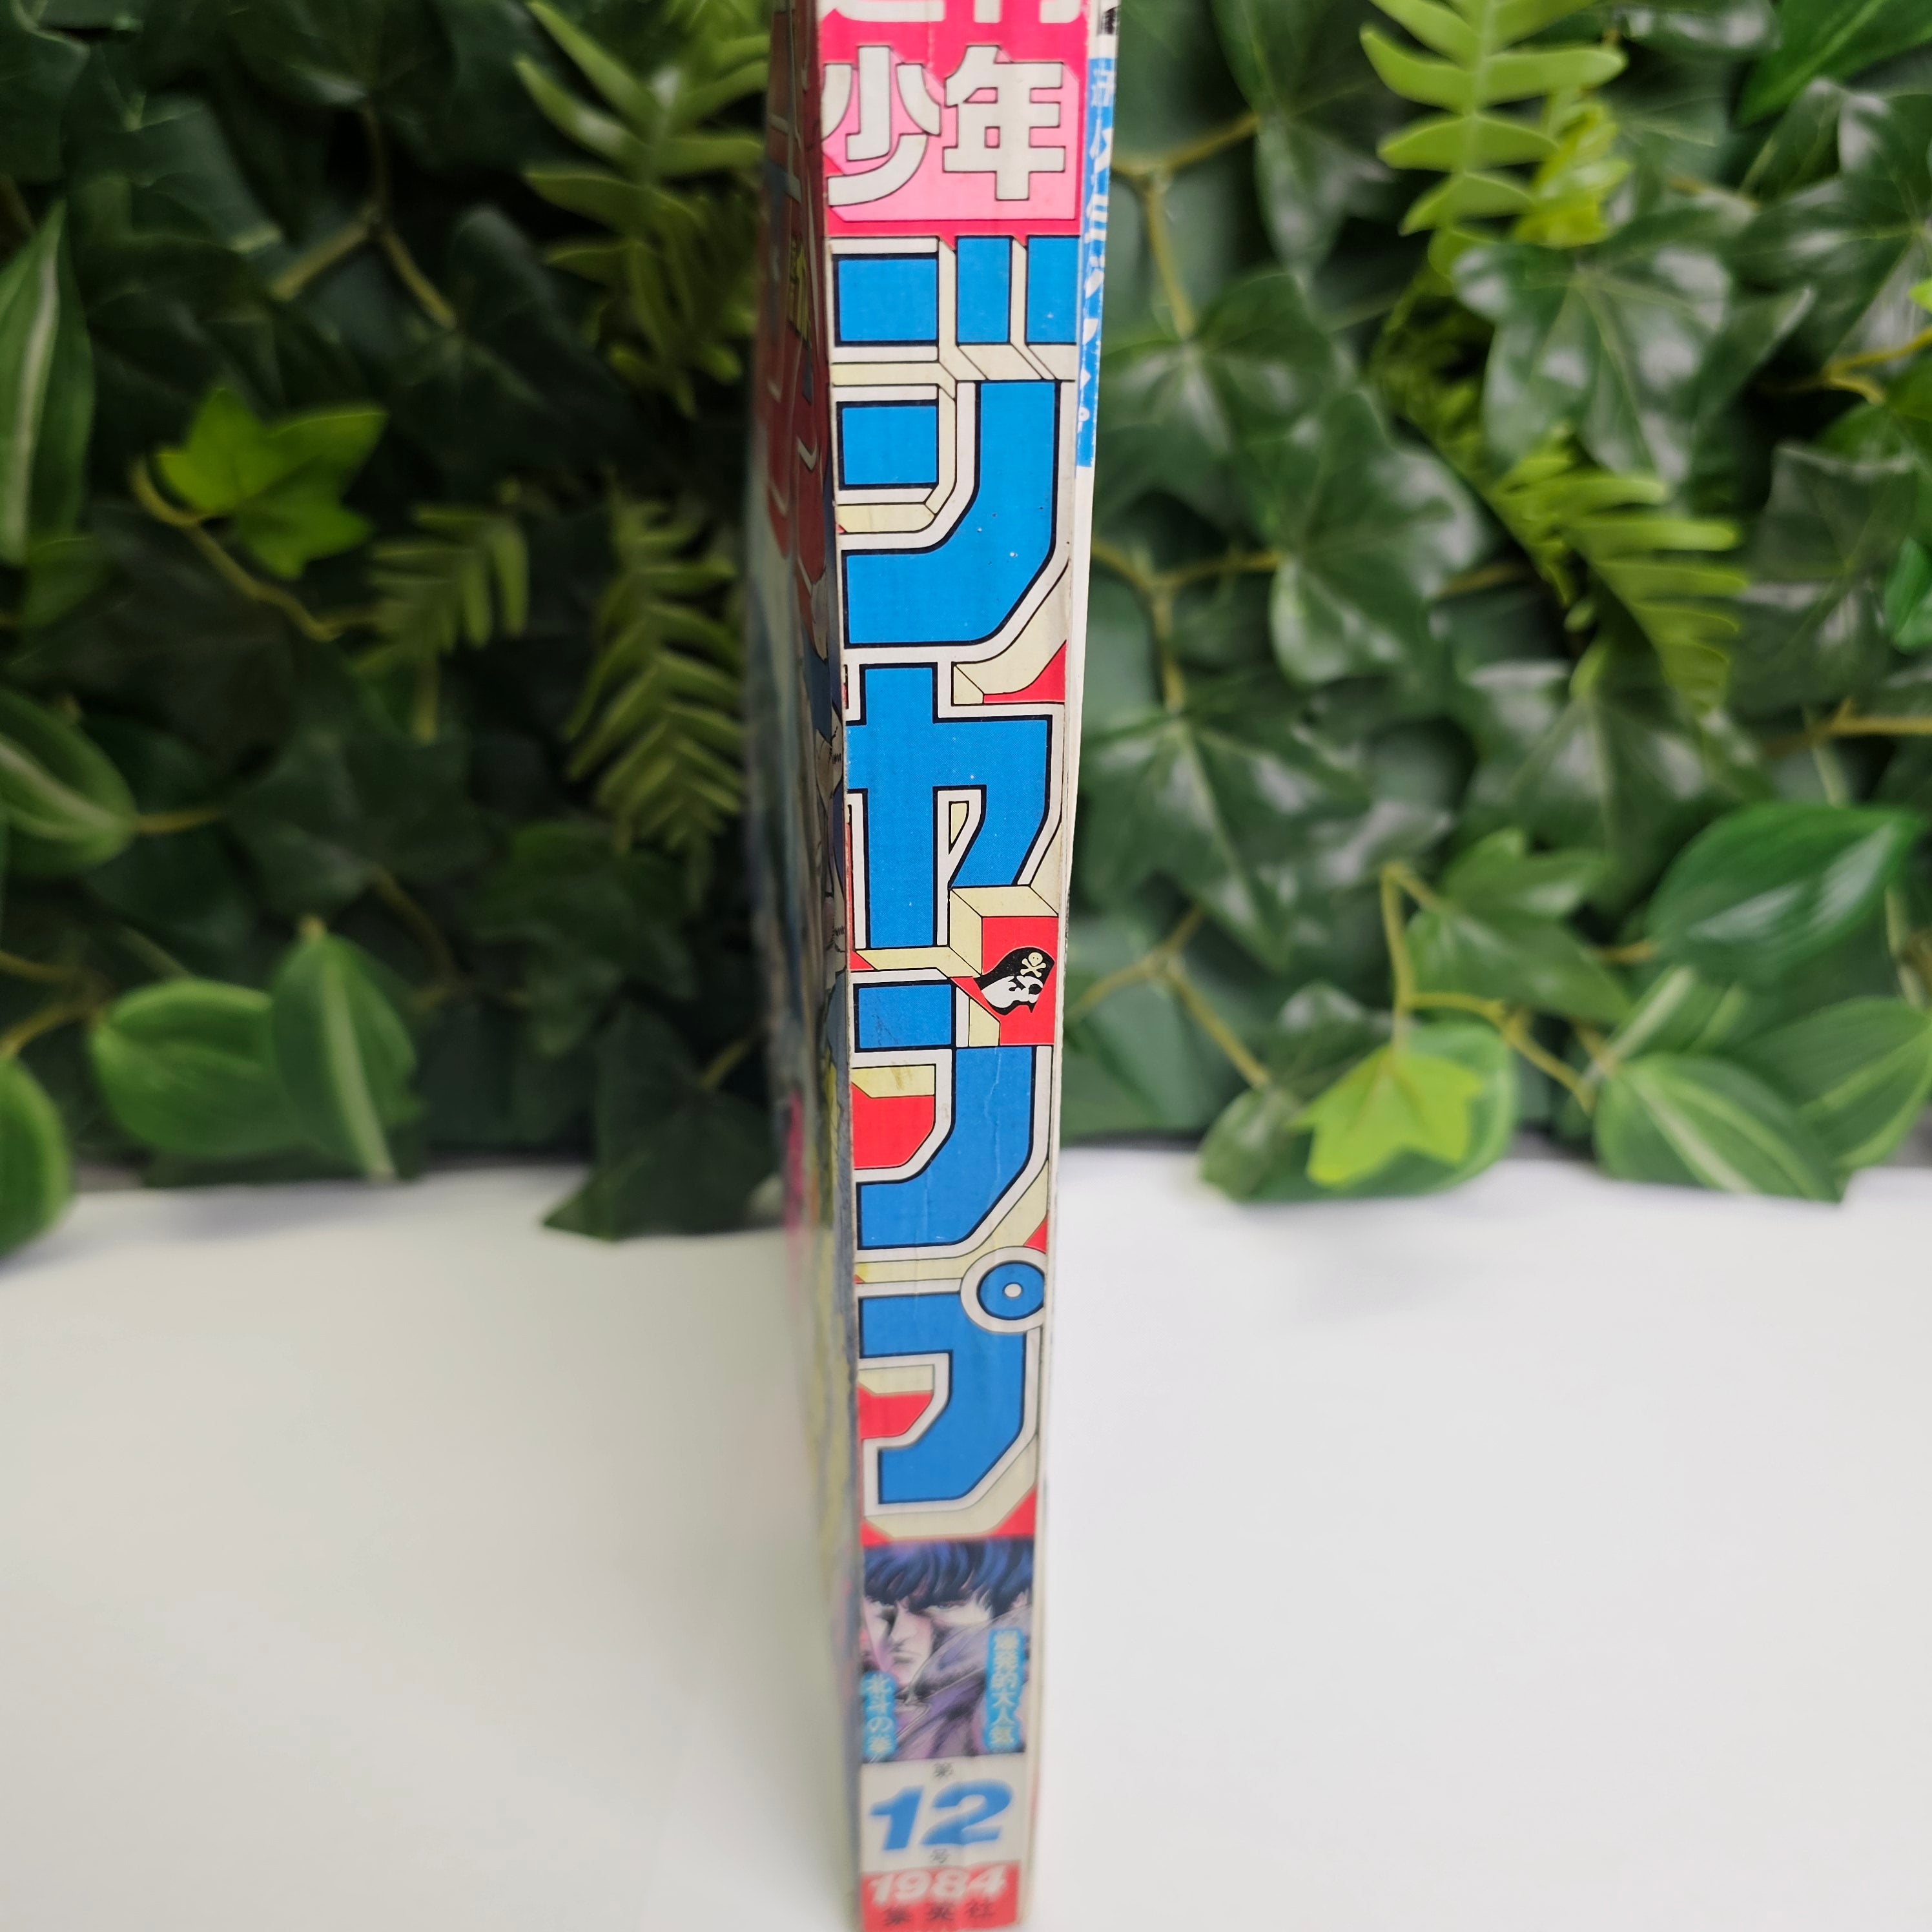 少年
ジャンプ
爆発的大人気
北斗の拳!!
第
12
号
1984
集英社